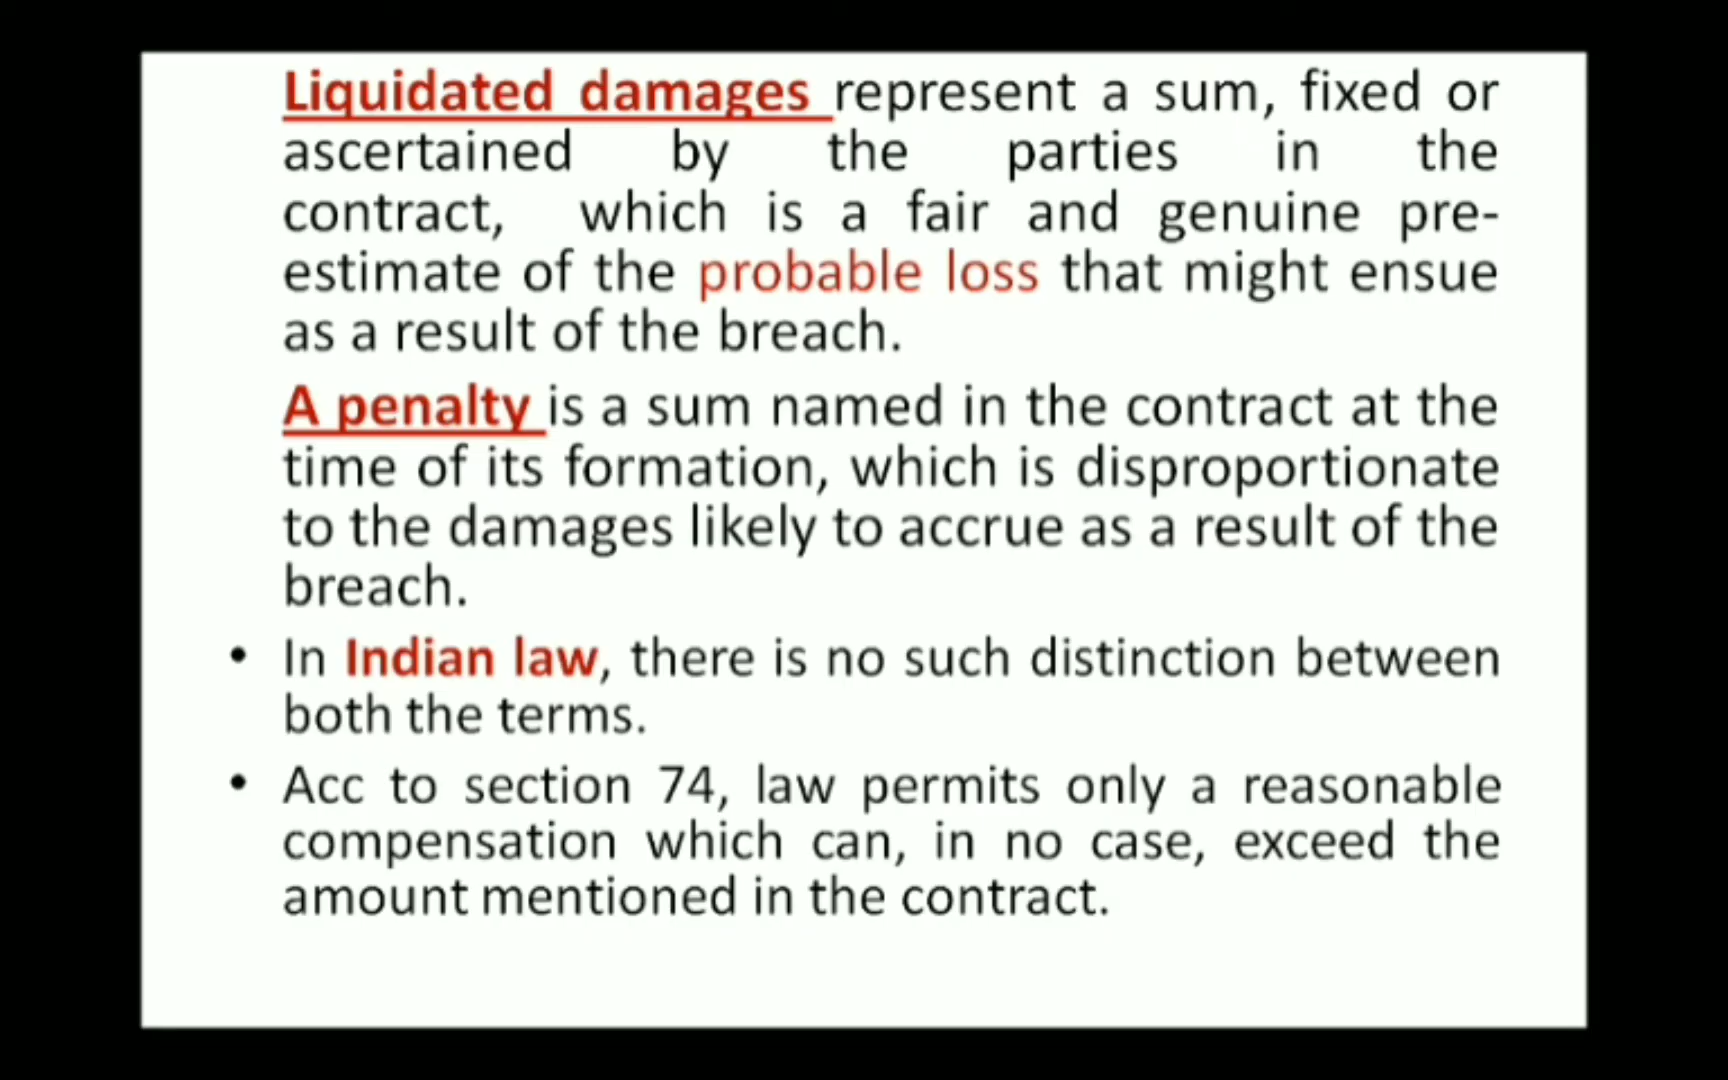 Liquidated damages represent a sum, fixed or
ascertained by the parties in the
contract, which is a fair and genuine pre-
estimate of the probable loss that might ensue
as a result of the breach.
A penalty is a sum named in the contract at the
time of its formation, which is disproportionate
to the damages likely to accrue as a result of the
breach.
• In Indian law, there is no such distinction between
both the terms.
• Acc to section 74, law permits only a reasonable
compensation which can, in no case, exceed the
amount mentioned in the contract.